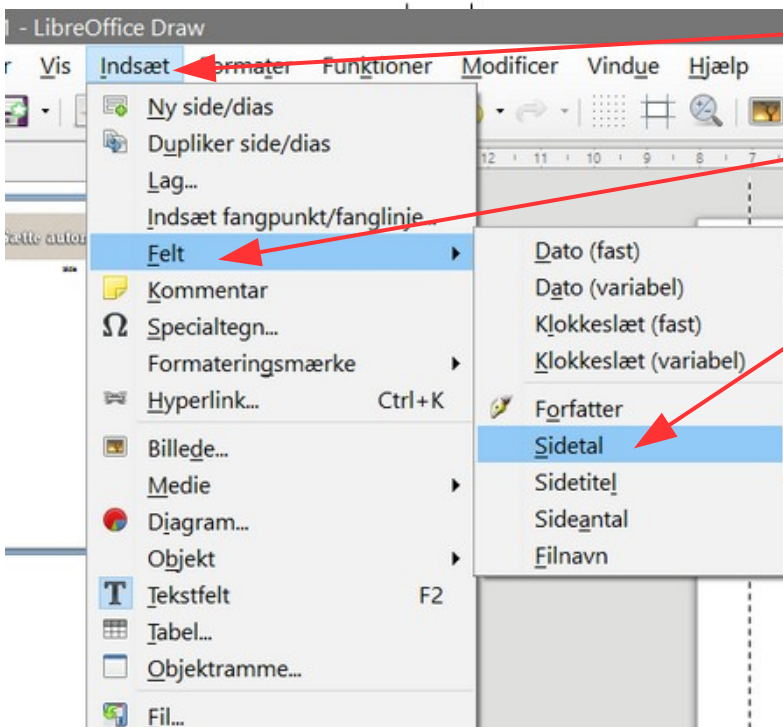 1 - LibreOffice Draw
r Vis Indsæt Formater Funktioner Modificer Vindue Hjælp
Ny side/dias
Dupliker side/dias
12 11 10 9 8 7
Lag...
Indsæt fangpunkt/fanglinje...
Felt
Dato (fast)
Kommentar
Dato (variabel)
Specialtegn...
Klokkeslæt (fast)
Formateringsmærke
Klokkeslæt (variabel)
Hyperlink... Ctrl+K
Forfatter
Billede...
Sidetal
Medie
Sidetitel
Diagram...
Sideantal
Objekt
Filnavn
T Tekstfelt F2
Tabel...
Objektramme...
Fil...